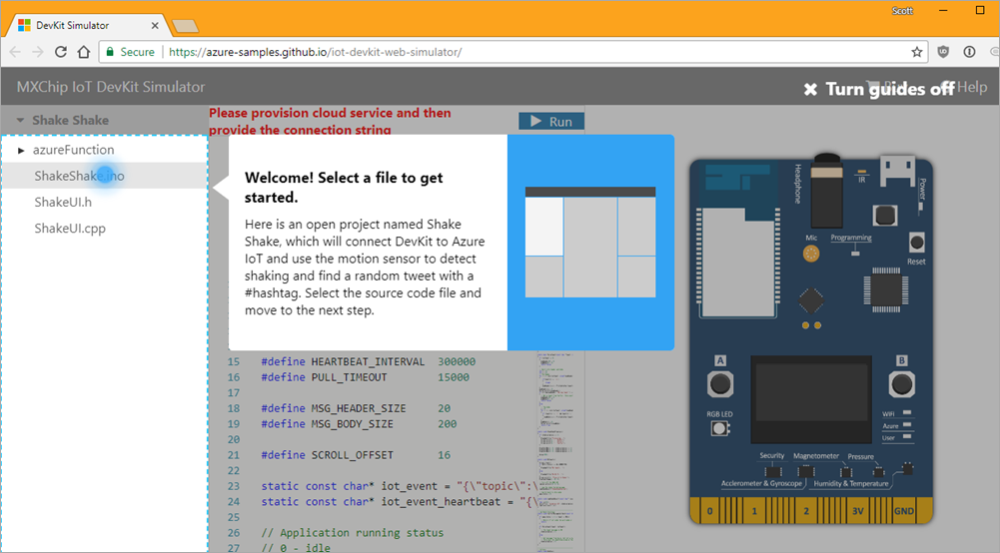 Scott
DevKit Simulator
Secure
https://azure-samples.github.io/iot-devkit-web-simulator/
MXChip IoT DevKit Simulator
Turn guides off
Help
Shake Shake
Please provision cloud service and then
provide the connection string
Run
azureFunction
ShakeShake.ino
ShakeUI.h
ShakeUI.cpp
Welcome! Select a file to get
started.
Here is an open project named Shake
Shake, which will connect DevKit to Azure
IoT and use the motion sensor to detect
shaking and find a random tweet with a
#hashtag. Select the source code file and
move to the next step.
15 #define HEARTBEAT_INTERVAL 300000
16 #define PULL_TIMEOUT 15000
17
18 #define MSG_HEADER_SIZE 20
19 #define MSG_BODY_SIZE 200
20
21 #define SCROLL_OFFSET 16
22
23 static const char* iot_event = "{\"topic\":\
24 static const char* iot_event_heartbeat = "{\
25
26 // Application running status
27 // 0 - idle
Headphone
IR
Power
Mic
Programming
Reset
A
B
RGB LED
WiFi
Azure
User
Security
Magnetometer
Pressure
Acclerometer & Gyroscope
Humidity & Temperature
0 1 2 3V GND